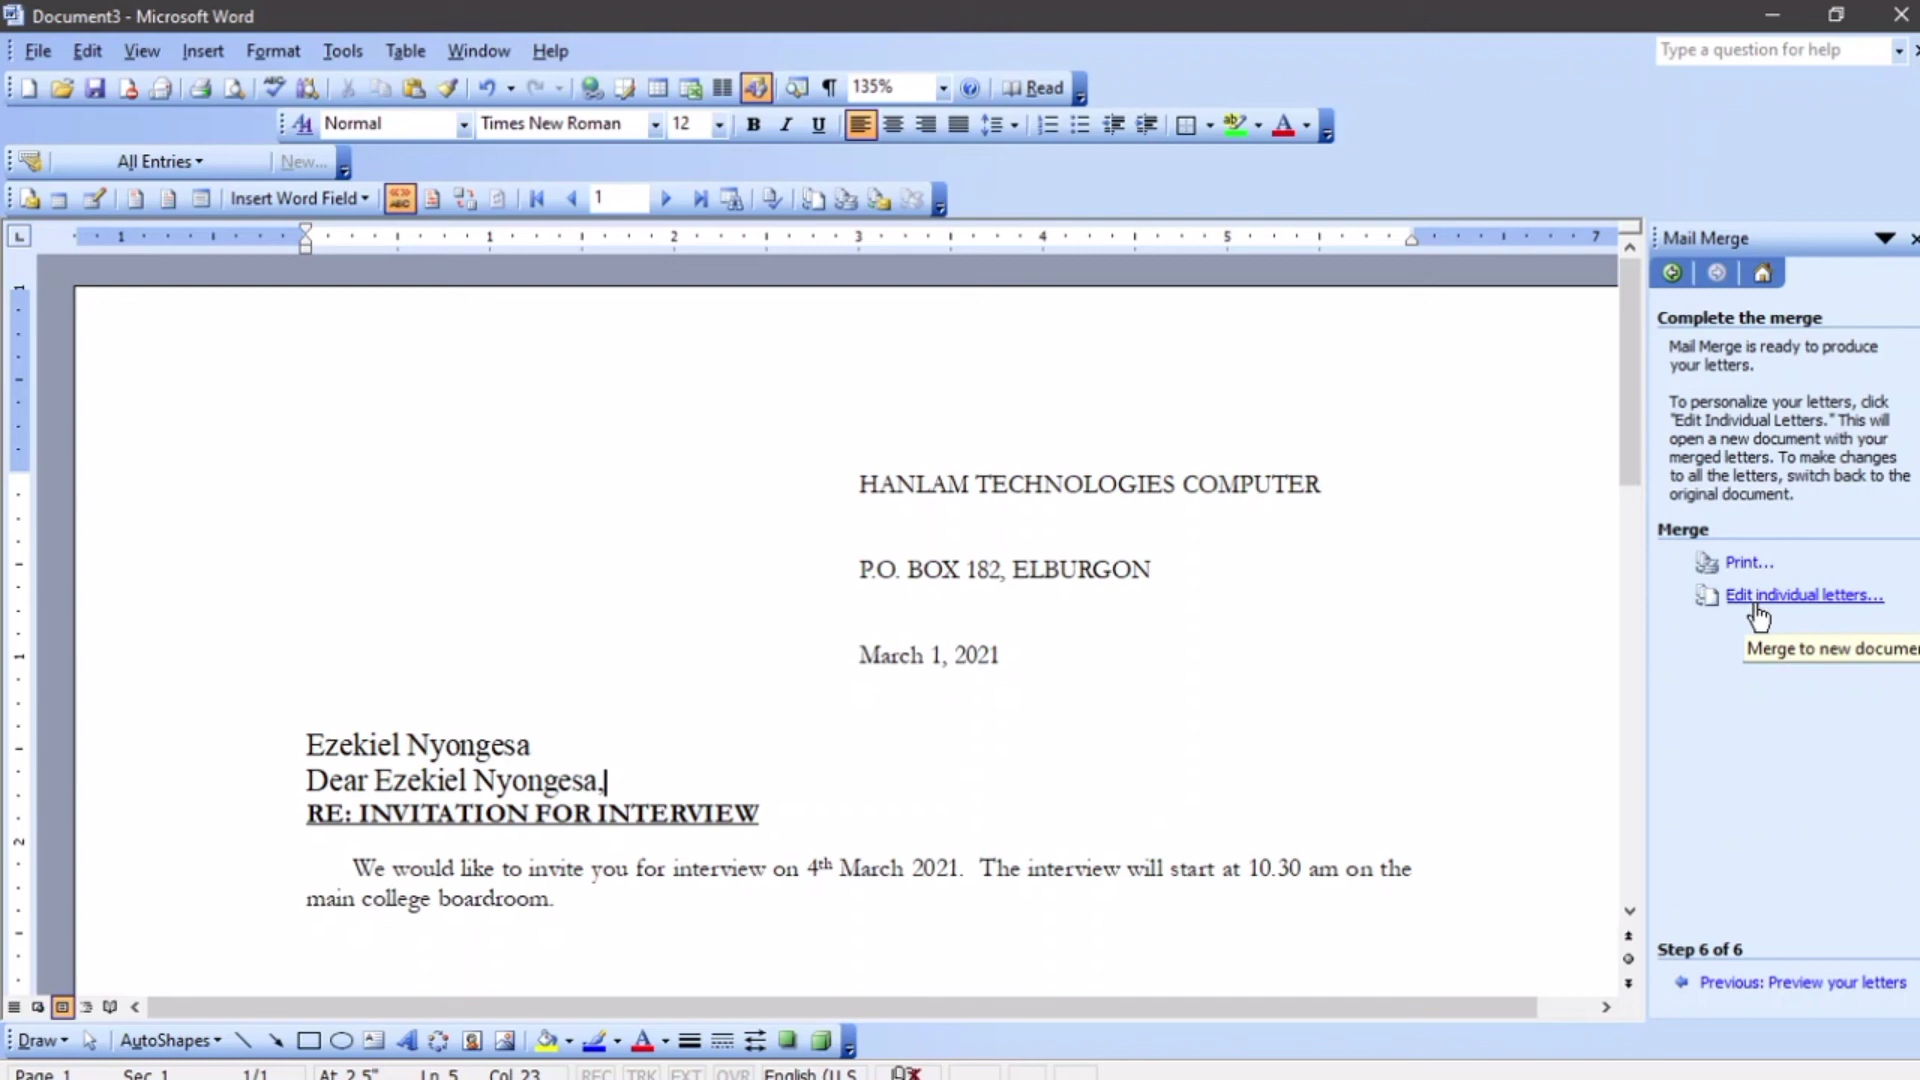 Document3 - Microsoft Word
File Edit View Insert Format Tools Table Window Help
Type a question for help
135% Read
Normal Times New Roman 12 B I U
All Entries New...
Insert Word Field 1
1 1 2 3 4 5 7
Mail Merge
Complete the merge
Mail Merge is ready to produce
your letters.
To personalize your letters, click
"Edit Individual Letters." This will
open a new document with your
merged letters. To make changes
to all the letters, switch back to the
original document.
Merge
Print...
Edit individual letters...
Merge to new documen
Step 6 of 6
Previous: Preview your letters
HANLAM TECHNOLOGIES COMPUTER
P.O. BOX 182, ELBURGON
March 1, 2021
Ezekiel Nyongesa
Dear Ezekiel Nyongesa,
RE: INVITATION FOR INTERVIEW
We would like to invite you for interview on 4th March 2021. The interview will start at 10.30 am on the
main college boardroom.
Draw AutoShapes
Page 1 Sec 1 1/1 At 2.5" Ln 5 Col 23 REC TRK EXT OVR English (U.S